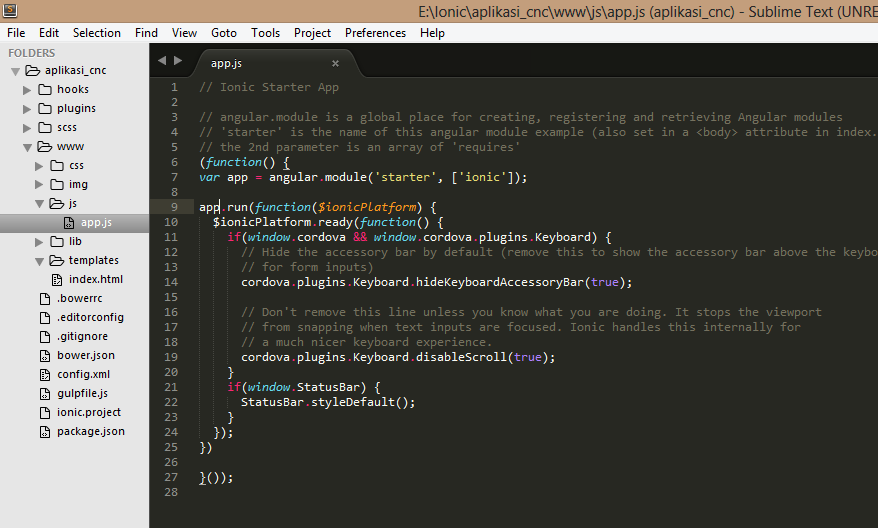 E:\Ionic\aplikasi_cnc\www\js\app.js (aplikasi_cnc) - Sublime Text (UNRE
File Edit Selection Find View Goto Tools Project Preferences Help
FOLDERS
aplikasi_cnc
hooks
plugins
scss
www
css
img
js
app.js
lib
templates
index.html
.bowerrc
.editorconfig
.gitignore
bower.json
config.xml
gulpfile.js
ionic.project
package.json
app.js ×
1 // Ionic Starter App
2
3 // angular.module is a global place for creating, registering and retrieving Angular modules
4 // 'starter' is the name of this angular module example (also set in a <body> attribute in index.
5 // the 2nd parameter is an array of 'requires'
6 (function() {
7 var app = angular.module('starter', ['ionic']);
8
9 app.run(function($ionicPlatform) {
10   $ionicPlatform.ready(function() {
11     if(window.cordova && window.cordova.plugins.Keyboard) {
12       // Hide the accessory bar by default (remove this to show the accessory bar above the keybo
13       // for form inputs)
14       cordova.plugins.Keyboard.hideKeyboardAccessoryBar(true);
15
16       // Don't remove this line unless you know what you are doing. It stops the viewport
17       // from snapping when text inputs are focused. Ionic handles this internally for
18       // a much nicer keyboard experience.
19       cordova.plugins.Keyboard.disableScroll(true);
20     }
21     if(window.StatusBar) {
22       StatusBar.styleDefault();
23     }
24   });
25 })
26
27 }());
28